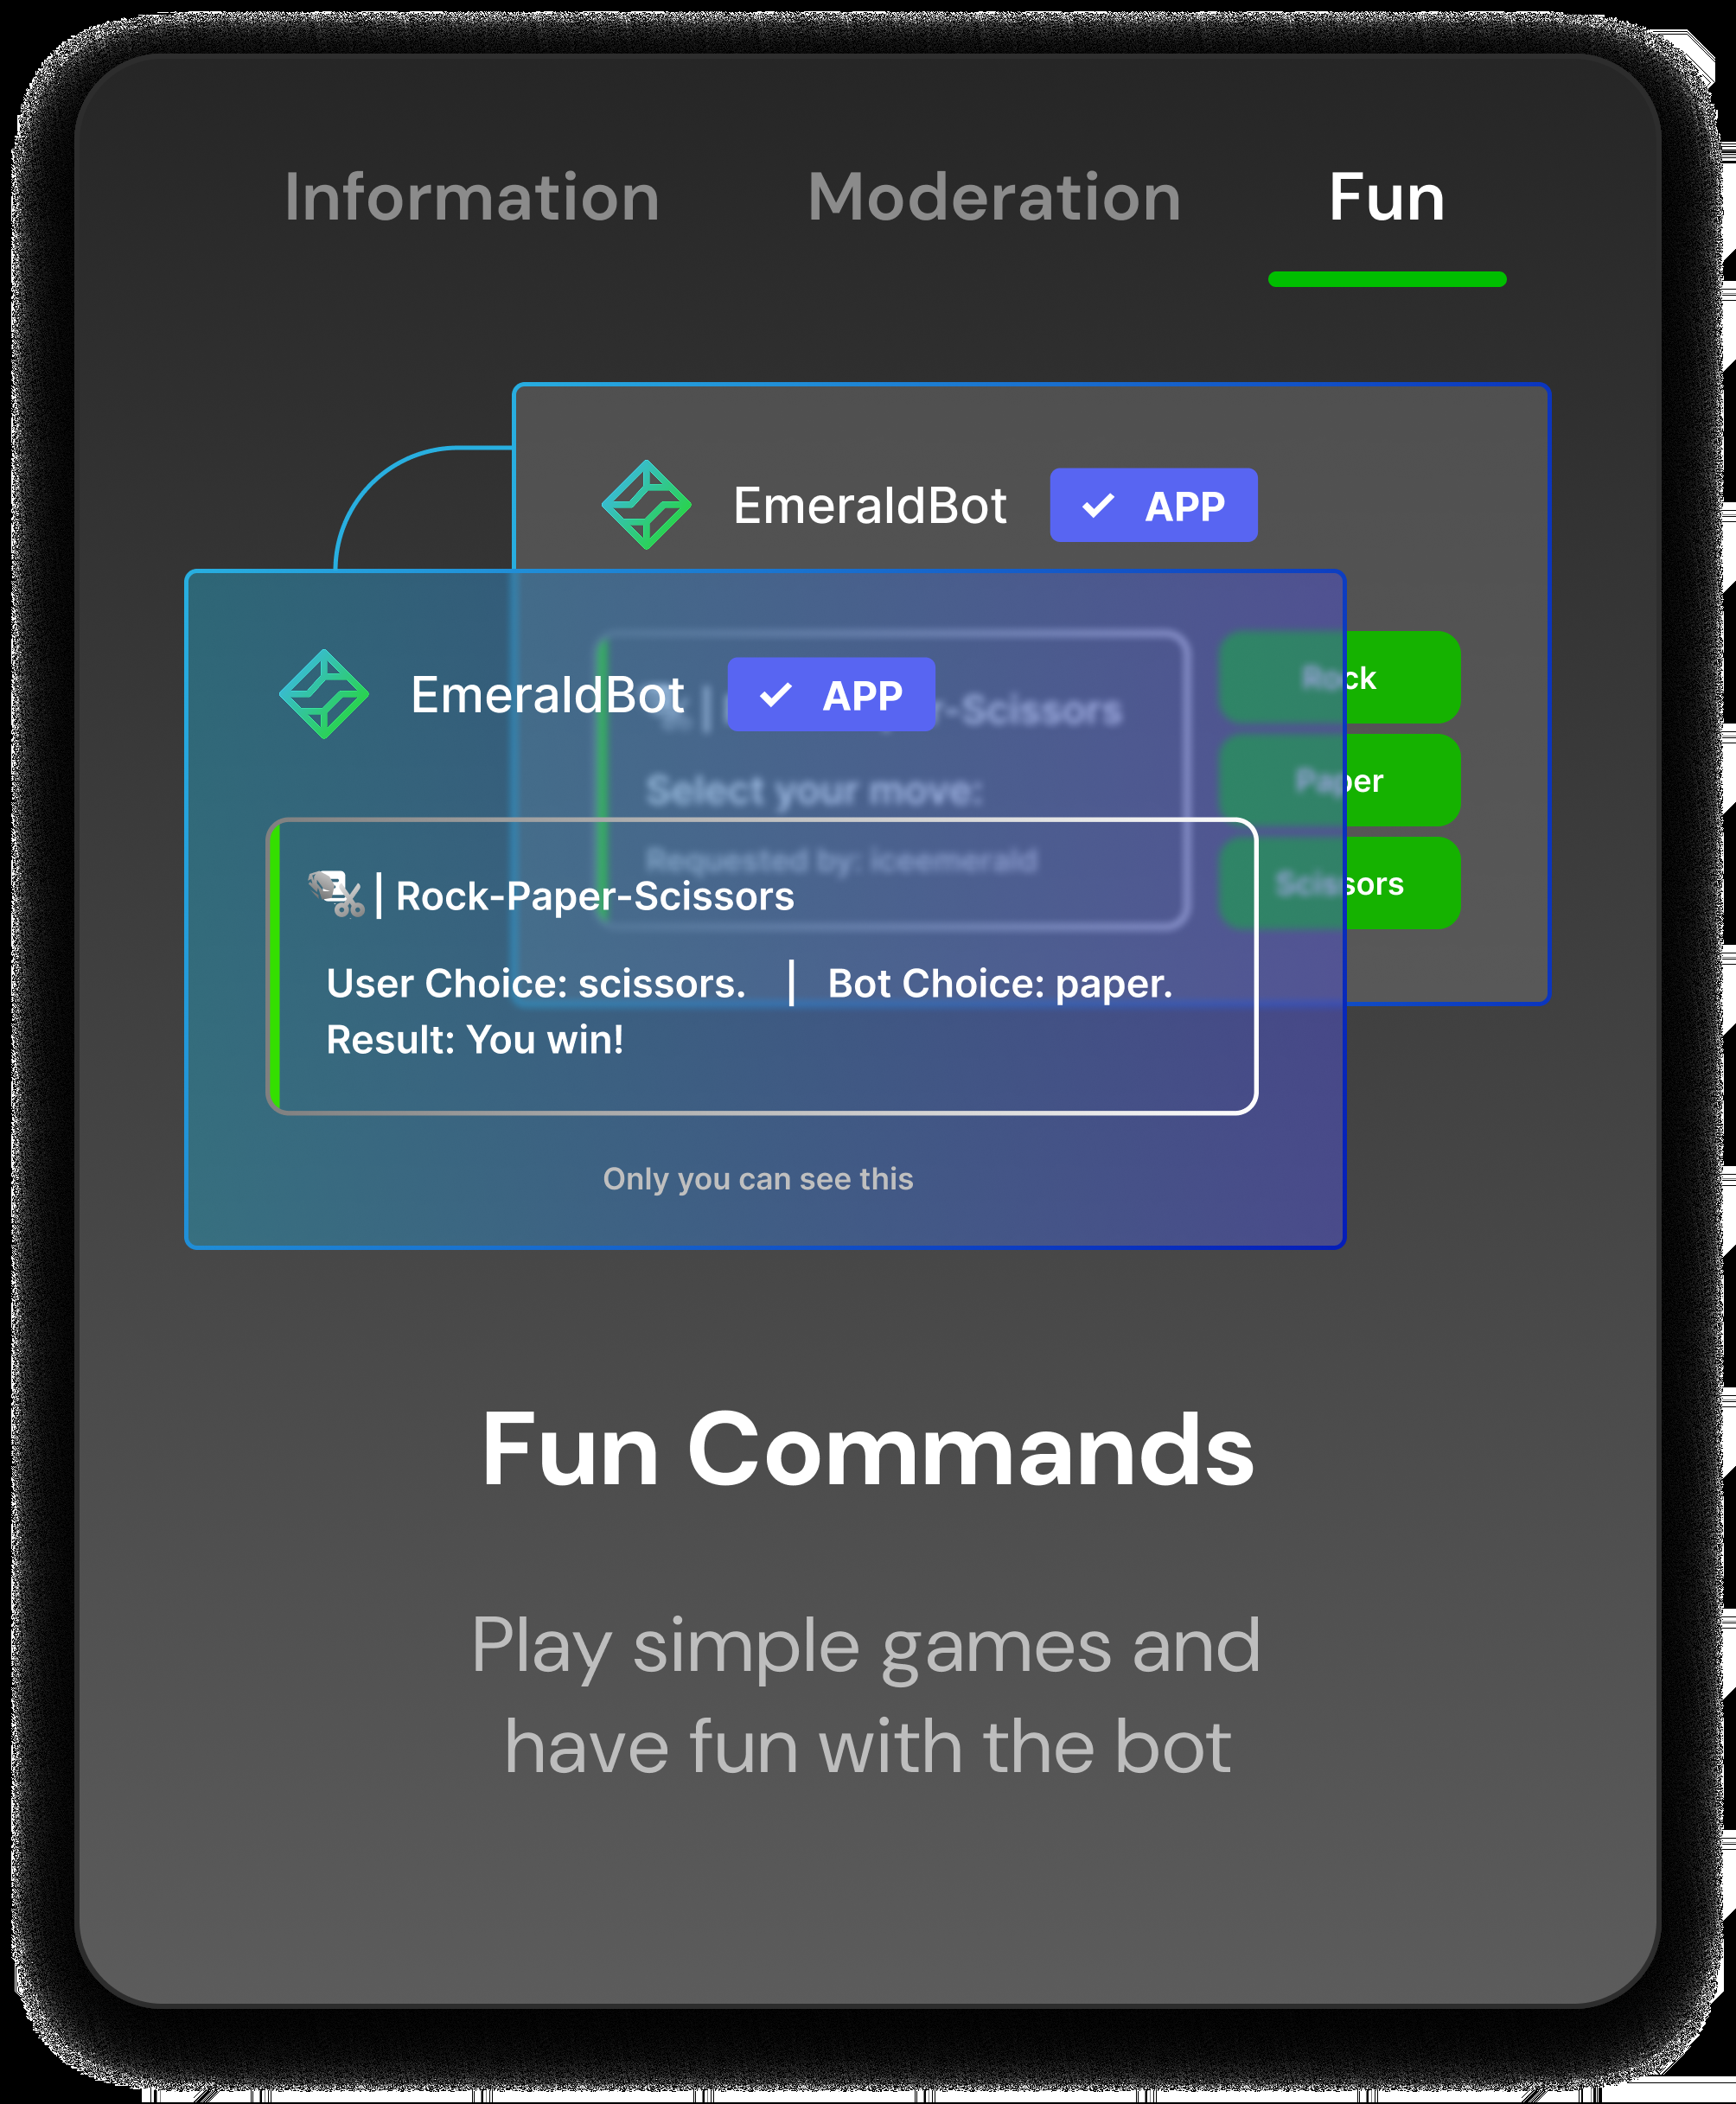 Information Moderation Fun
EmeraldBot APP
Rock
Paper
Scissors
EmeraldBot APP
r-Scissors
Select your move:
Requested by: iceemerald
| Rock-Paper-Scissors
User Choice: scissors. | Bot Choice: paper.
Result: You win!
Only you can see this
Fun Commands
Play simple games and
have fun with the bot